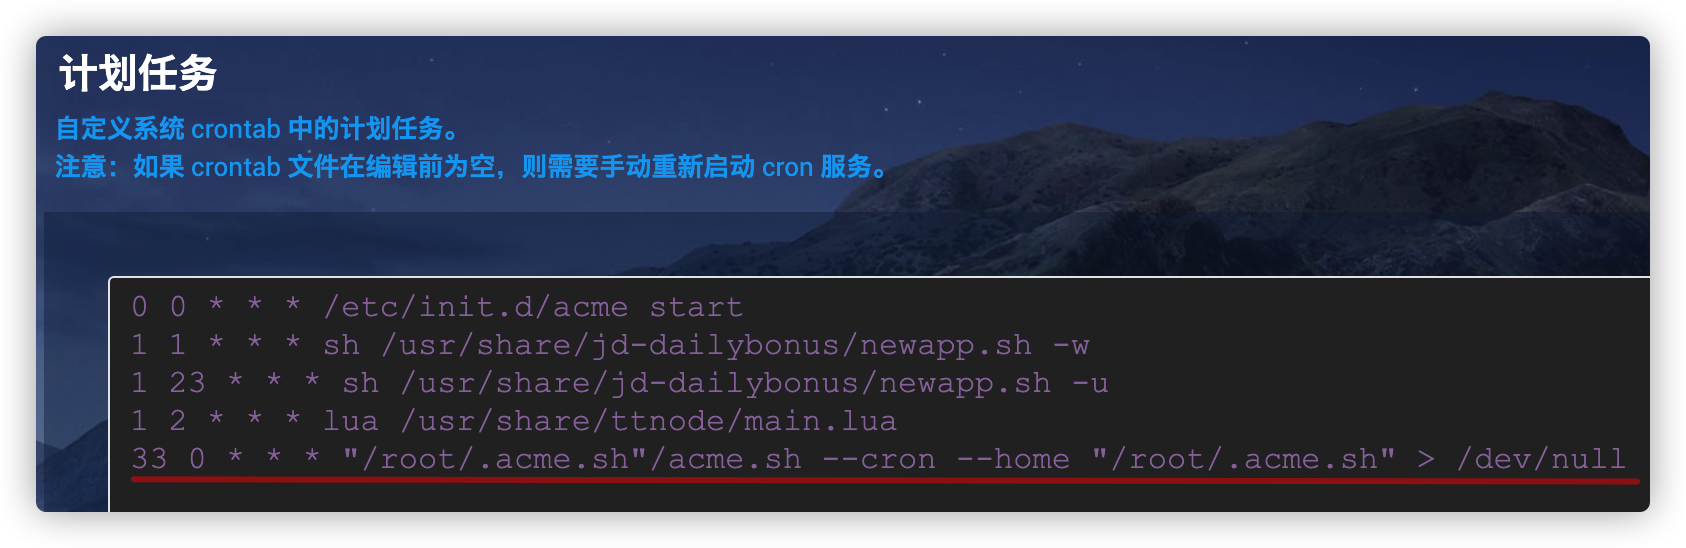 计划任务
自定义系统 crontab 中的计划任务。
注意：如果 crontab 文件在编辑前为空，则需要手动重新启动 cron 服务。
0 0 * * * /etc/init.d/acme start
1 1 * * * sh /usr/share/jd-dailybonus/newapp.sh -w
1 23 * * * sh /usr/share/jd-dailybonus/newapp.sh -u
1 2 * * * lua /usr/share/ttnode/main.lua
33 0 * * * "/root/.acme.sh"/acme.sh --cron --home "/root/.acme.sh" > /dev/null